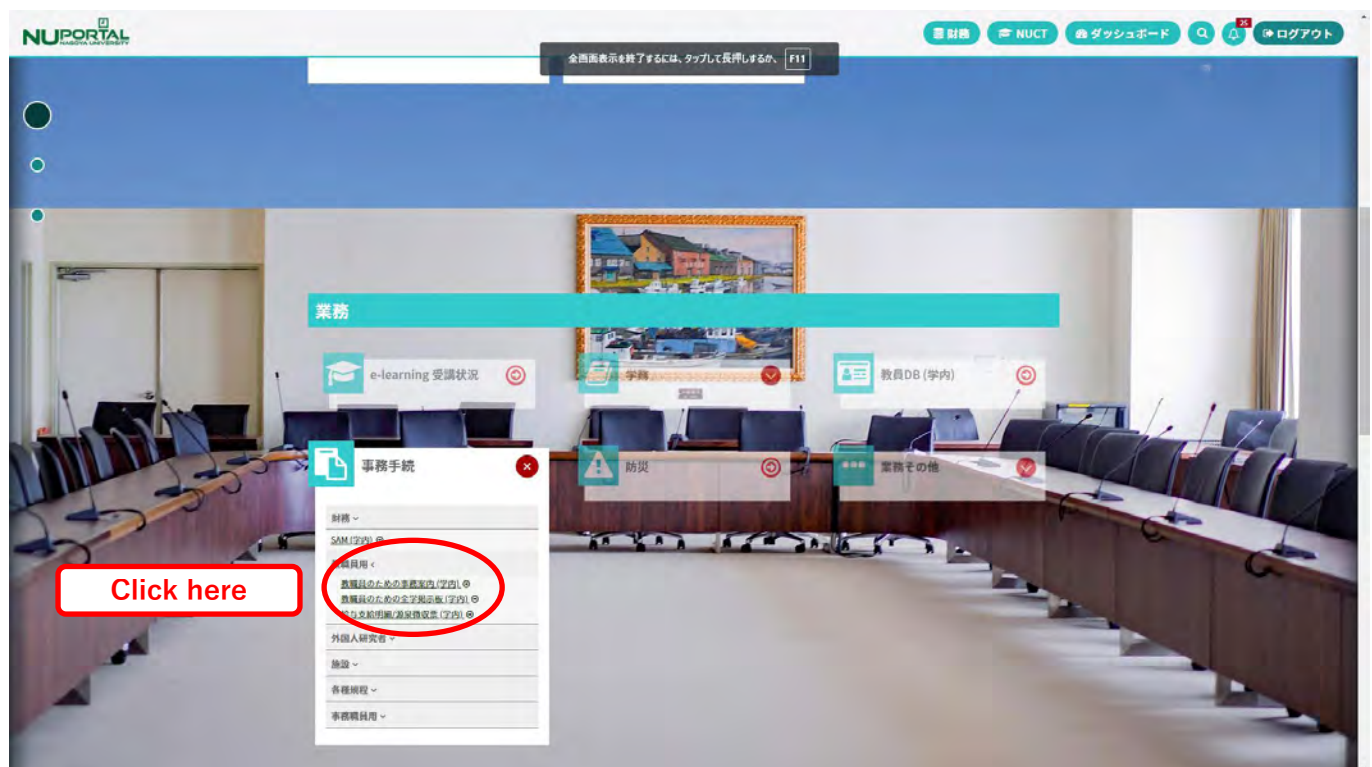 NUPORTAL
NAGOYA UNIVERSITY
財務
NUCT
ダッシュボード
25
ログアウト
全画面表示を終了するには、タップして長押しするか、 F11
業務
e-learning 受講状況
学務
教員DB (学内)
事務手続
防災
業務その他
財務
SAM (学内)
職員用
教職員のための事務案内 (学内)
教職員のための全学掲示板 (学内)
給与支給明細/源泉徴収票 (学内)
Click here
外国人研究者
施設
各種規程
事務職員用